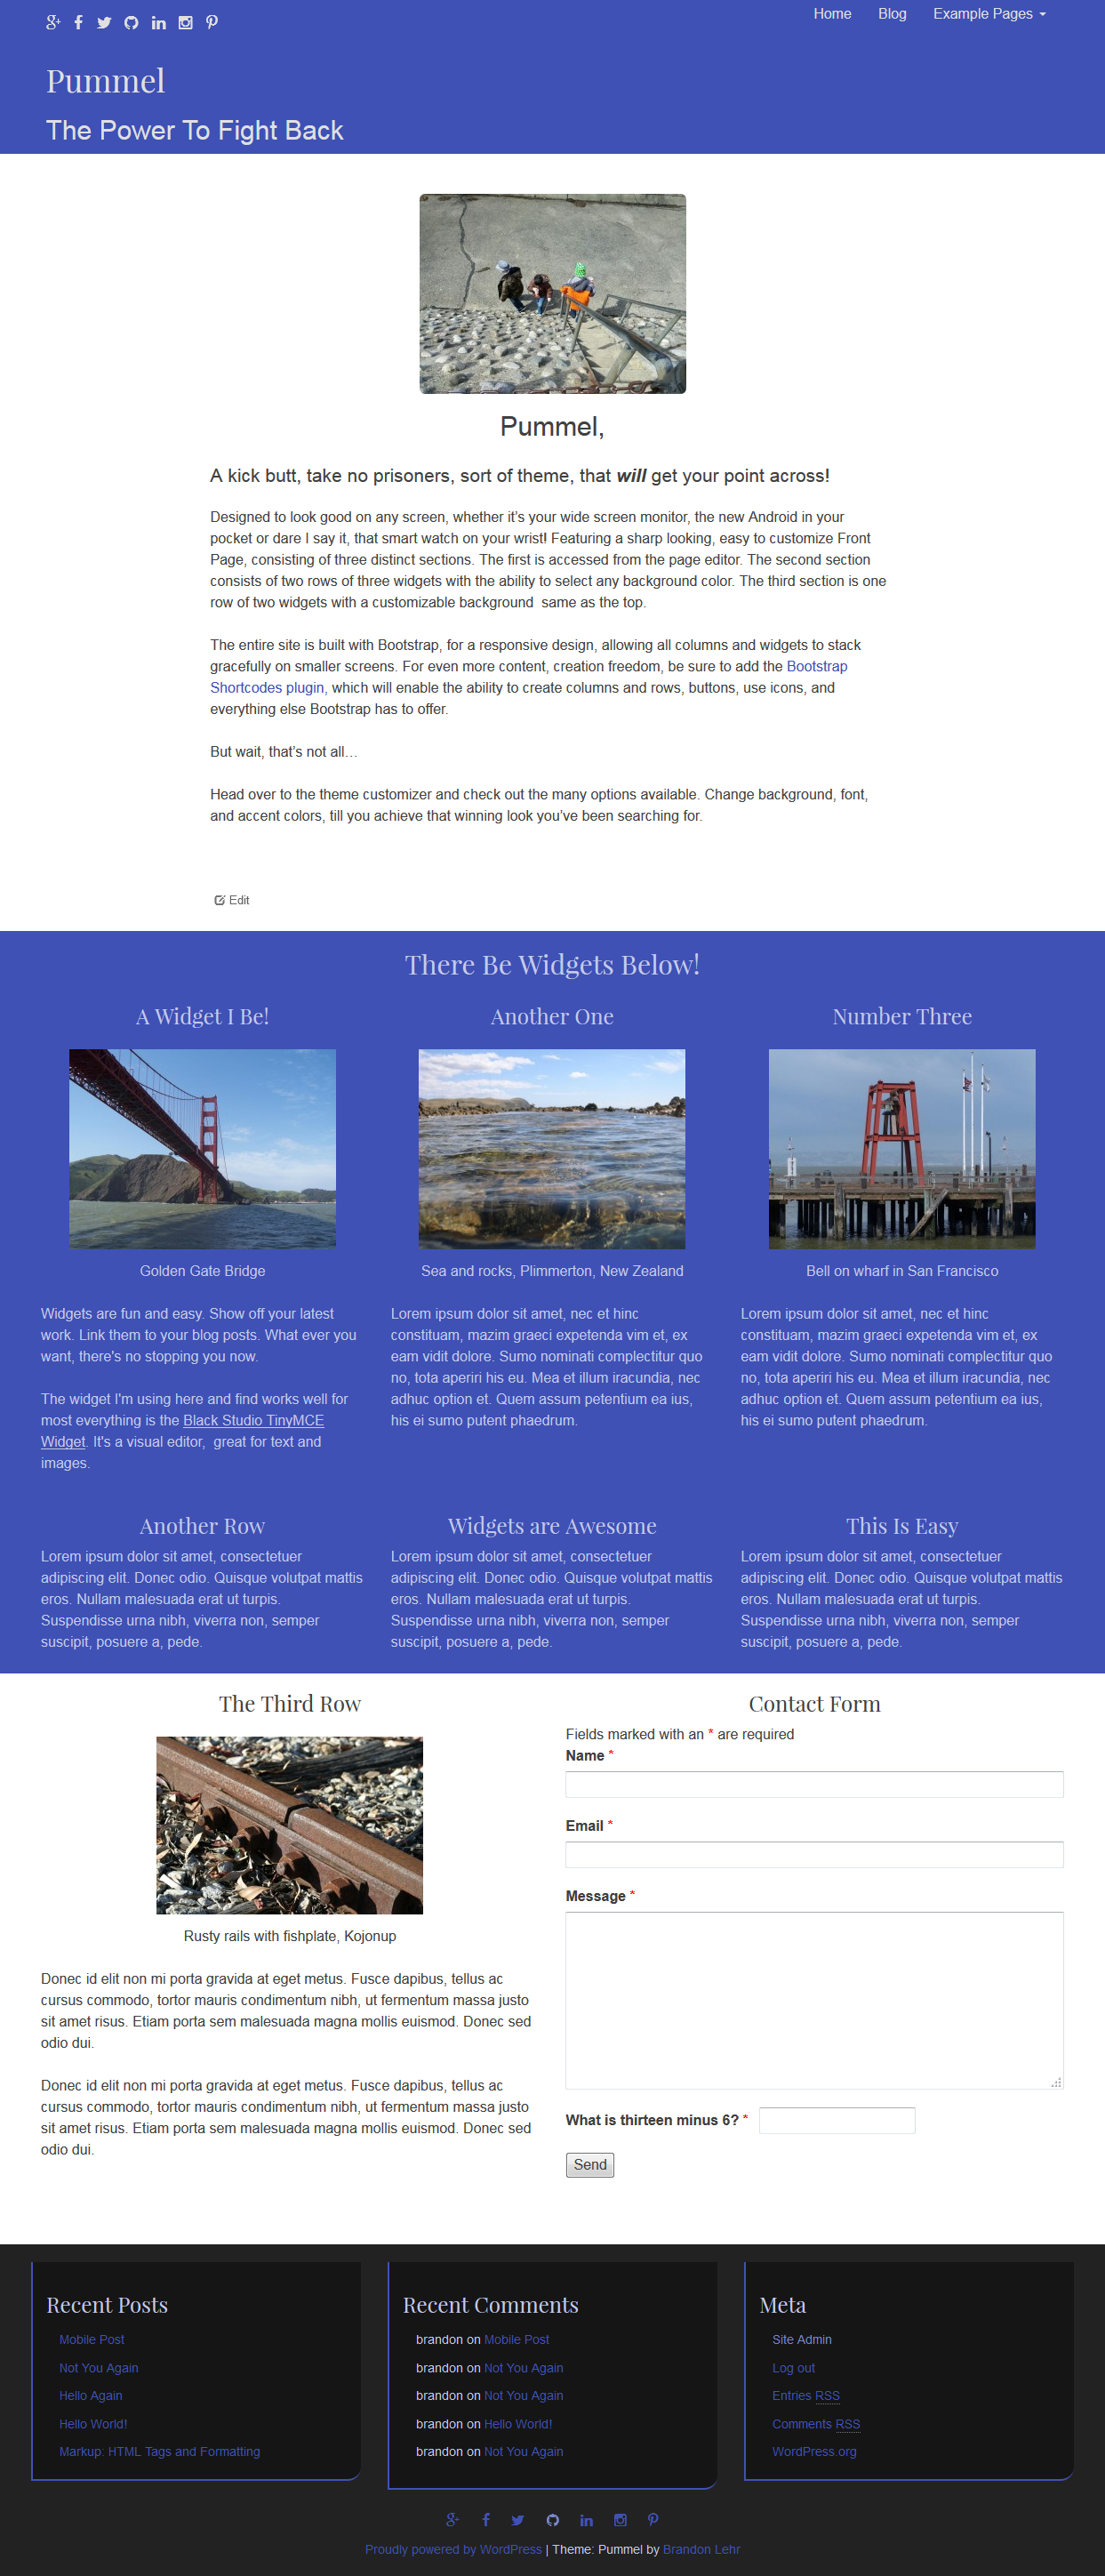 Home Blog Example Pages
Pummel
The Power To Fight Back
Pummel,
A kick butt, take no prisoners, sort of theme, that will get your point across!
Designed to look good on any screen, whether it’s your wide screen monitor, the new Android in your
pocket or dare I say it, that smart watch on your wrist! Featuring a sharp looking, easy to customize Front
Page, consisting of three distinct sections. The first is accessed from the page editor. The second section
consists of two rows of three widgets with the ability to select any background color. The third section is one
row of two widgets with a customizable background  same as the top.
The entire site is built with Bootstrap, for a responsive design, allowing all columns and widgets to stack
gracefully on smaller screens. For even more content, creation freedom, be sure to add the Bootstrap
Shortcodes plugin, which will enable the ability to create columns and rows, buttons, use icons, and
everything else Bootstrap has to offer.
But wait, that’s not all…
Head over to the theme customizer and check out the many options available. Change background, font,
and accent colors, till you achieve that winning look you’ve been searching for.
Edit
There Be Widgets Below!
A Widget I Be!
Golden Gate Bridge
Widgets are fun and easy. Show off your latest
work. Link them to your blog posts. What ever you
want, there's no stopping you now.
The widget I'm using here and find works well for
most everything is the Black Studio TinyMCE
Widget. It's a visual editor,  great for text and
images.
Another One
Sea and rocks, Plimmerton, New Zealand
Lorem ipsum dolor sit amet, nec et hinc
constituam, mazim graeci expetenda vim et, ex
eam vidit dolore. Sumo nominati complectitur quo
no, tota aperiri his eu. Mea et illum iracundia, nec
adhuc option et. Quem assum petentium ea ius,
his ei sumo putent phaedrum.
Number Three
Bell on wharf in San Francisco
Lorem ipsum dolor sit amet, nec et hinc
constituam, mazim graeci expetenda vim et, ex
eam vidit dolore. Sumo nominati complectitur quo
no, tota aperiri his eu. Mea et illum iracundia, nec
adhuc option et. Quem assum petentium ea ius,
his ei sumo putent phaedrum.
Another Row
Lorem ipsum dolor sit amet, consectetuer
adipiscing elit. Donec odio. Quisque volutpat mattis
eros. Nullam malesuada erat ut turpis.
Suspendisse urna nibh, viverra non, semper
suscipit, posuere a, pede.
Widgets are Awesome
Lorem ipsum dolor sit amet, consectetuer
adipiscing elit. Donec odio. Quisque volutpat mattis
eros. Nullam malesuada erat ut turpis.
Suspendisse urna nibh, viverra non, semper
suscipit, posuere a, pede.
This Is Easy
Lorem ipsum dolor sit amet, consectetuer
adipiscing elit. Donec odio. Quisque volutpat mattis
eros. Nullam malesuada erat ut turpis.
Suspendisse urna nibh, viverra non, semper
suscipit, posuere a, pede.
The Third Row
Rusty rails with fishplate, Kojonup
Donec id elit non mi porta gravida at eget metus. Fusce dapibus, tellus ac
cursus commodo, tortor mauris condimentum nibh, ut fermentum massa justo
sit amet risus. Etiam porta sem malesuada magna mollis euismod. Donec sed
odio dui.
Donec id elit non mi porta gravida at eget metus. Fusce dapibus, tellus ac
cursus commodo, tortor mauris condimentum nibh, ut fermentum massa justo
sit amet risus. Etiam porta sem malesuada magna mollis euismod. Donec sed
odio dui.
Contact Form
Fields marked with an * are required
Name *
Email *
Message *
What is thirteen minus 6? *
Send
Recent Posts
Mobile Post
Not You Again
Hello Again
Hello World!
Markup: HTML Tags and Formatting
Recent Comments
brandon on Mobile Post
brandon on Not You Again
brandon on Not You Again
brandon on Hello World!
brandon on Not You Again
Meta
Site Admin
Log out
Entries RSS
Comments RSS
WordPress.org
Proudly powered by WordPress | Theme: Pummel by Brandon Lehr